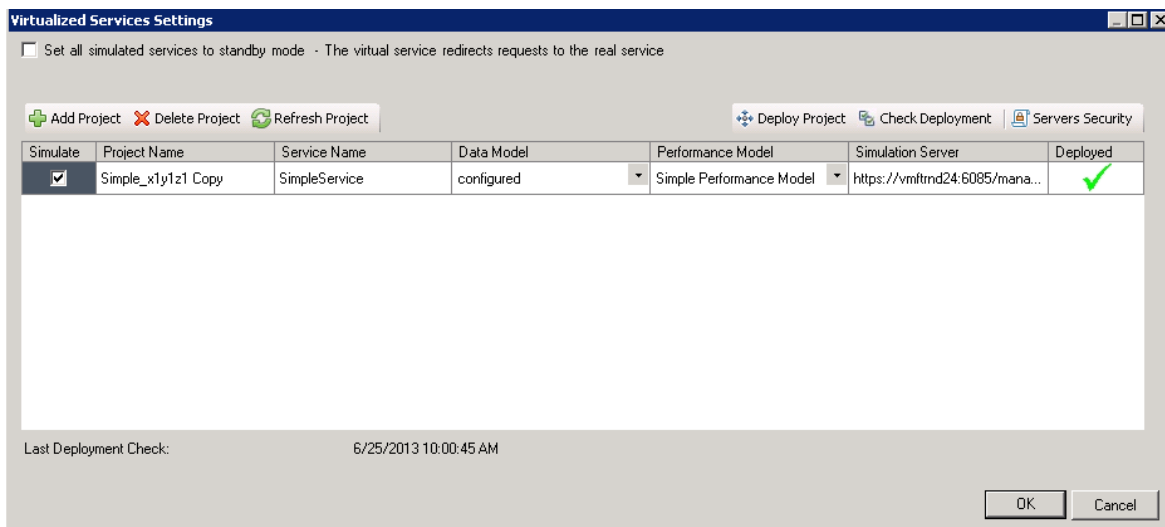 Virtualized Services Settings
Set all simulated services to standby mode - The virtual service redirects requests to the real service
Add Project Delete Project Refresh Project Deploy Project Check Deployment Servers Security
Simulate Project Name Service Name Data Model Performance Model Simulation Server Deployed
Simple_x1y1z1 Copy SimpleService configured Simple Performance Model https://vmftrnd24:6085/mana...
Last Deployment Check: 6/25/2013 10:00:45 AM
OK Cancel